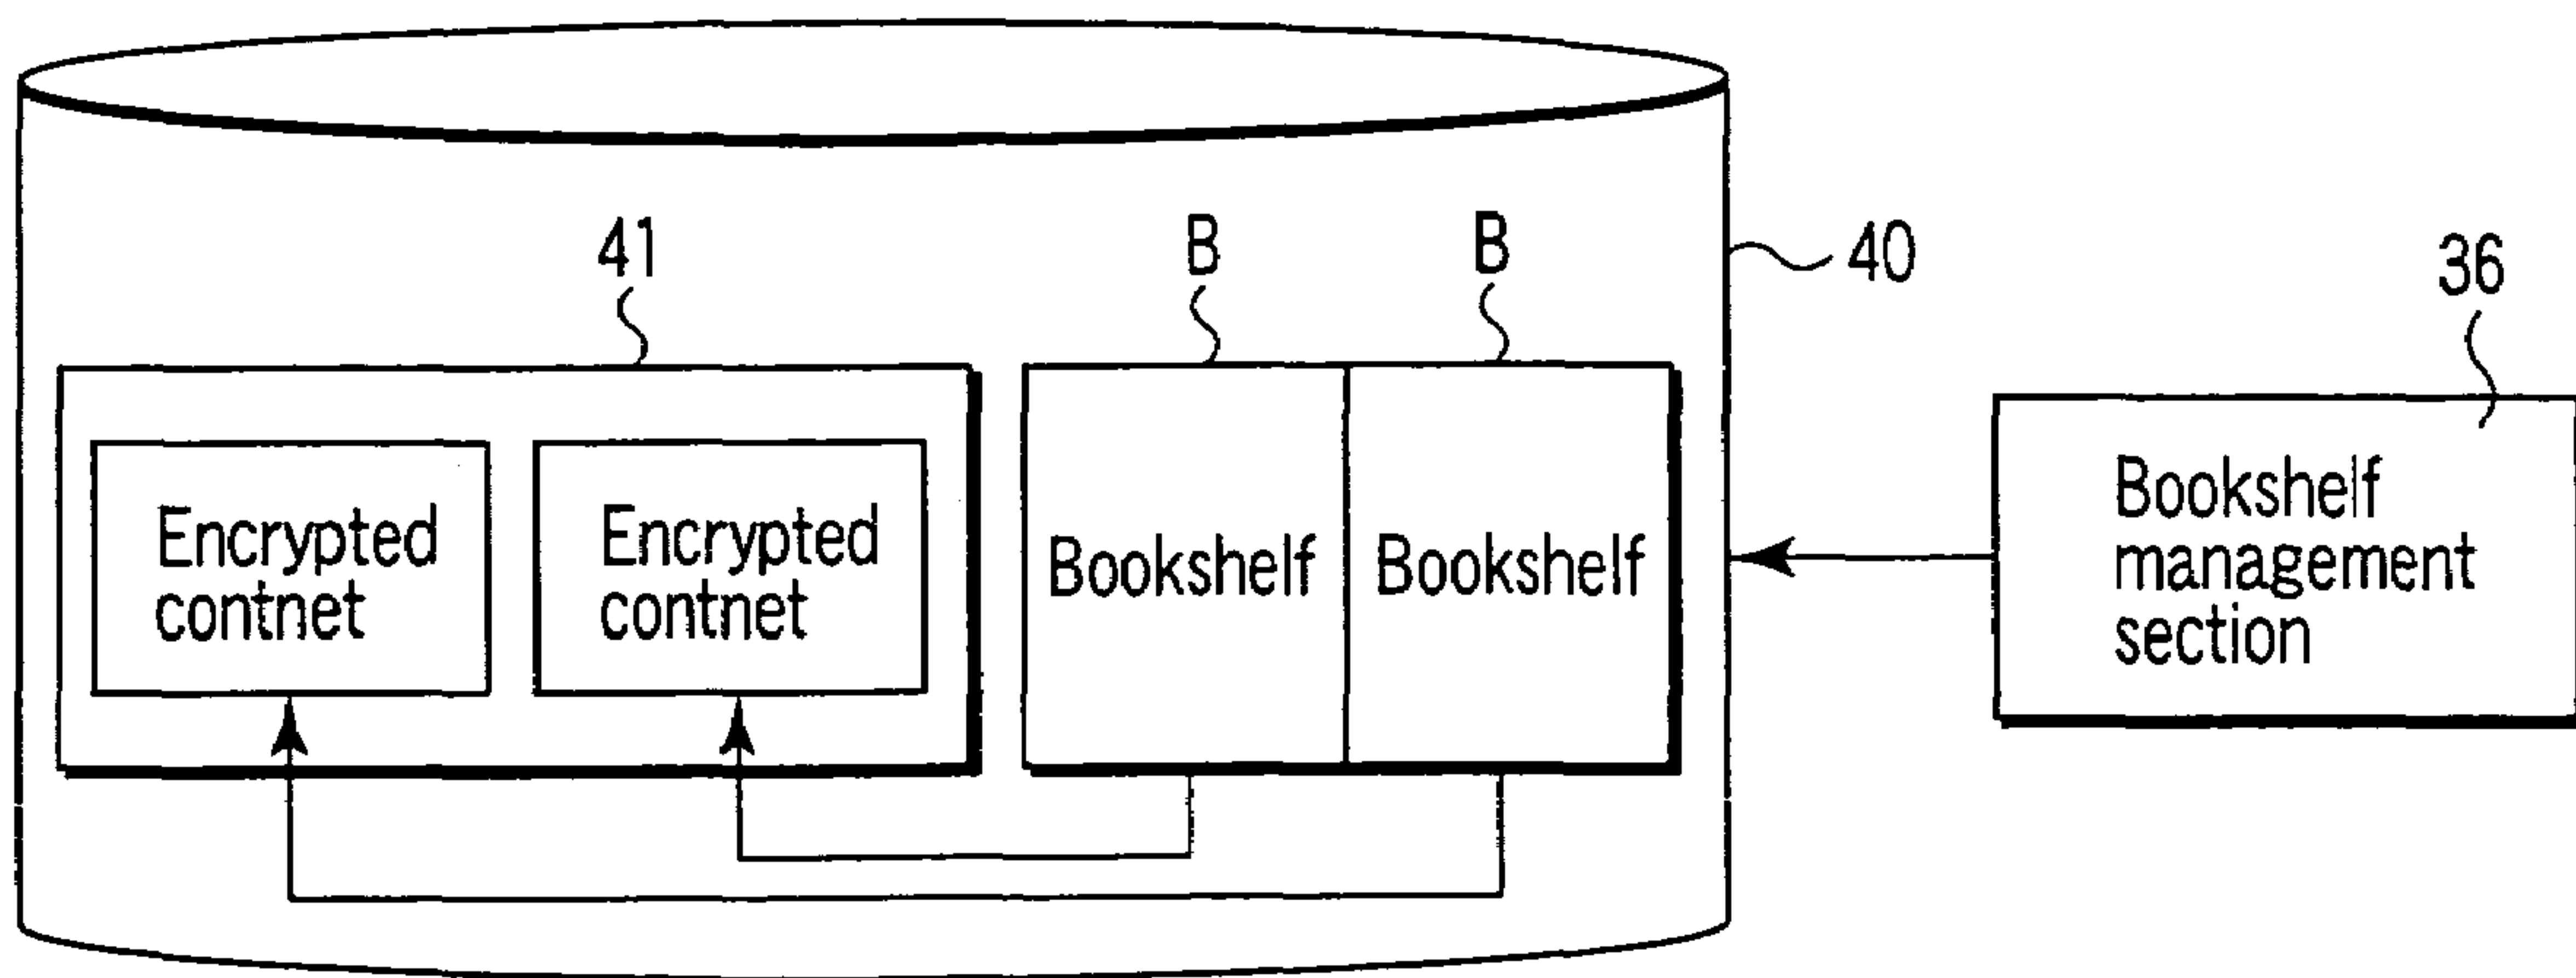 41
B
B
40
36
Encrypted
contnet
Encrypted
contnet
Bookshelf
Bookshelf
Bookshelf
management
section